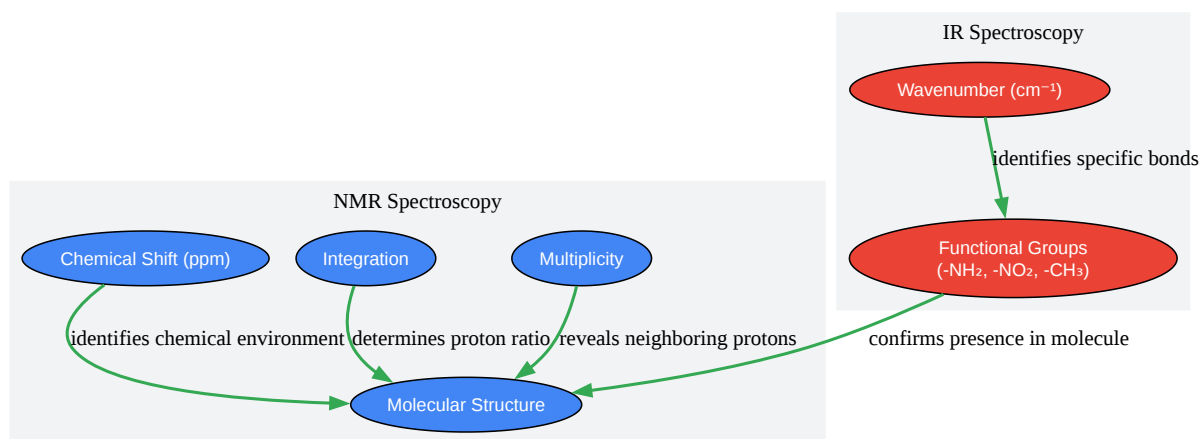 IR Spectroscopy
Wavenumber (cm⁻¹)
identifies specific bonds
NMR Spectroscopy
Chemical Shift (ppm)
Integration
Multiplicity
Functional Groups
(-NH₂, -NO₂, -CH₃)
identifies chemical environment
determines proton ratio
reveals neighboring protons
confirms presence in molecule
Molecular Structure